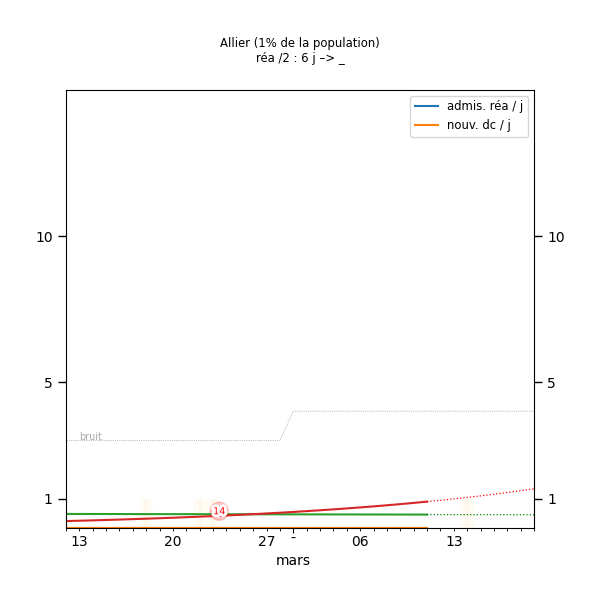 Allier (1% de la population)
réa /2 : 6 j –> _
admis. réa / j
nouv. dc / j
10 10
5 5
bruit
1 14 1
13 20 27 - 06 13
mars